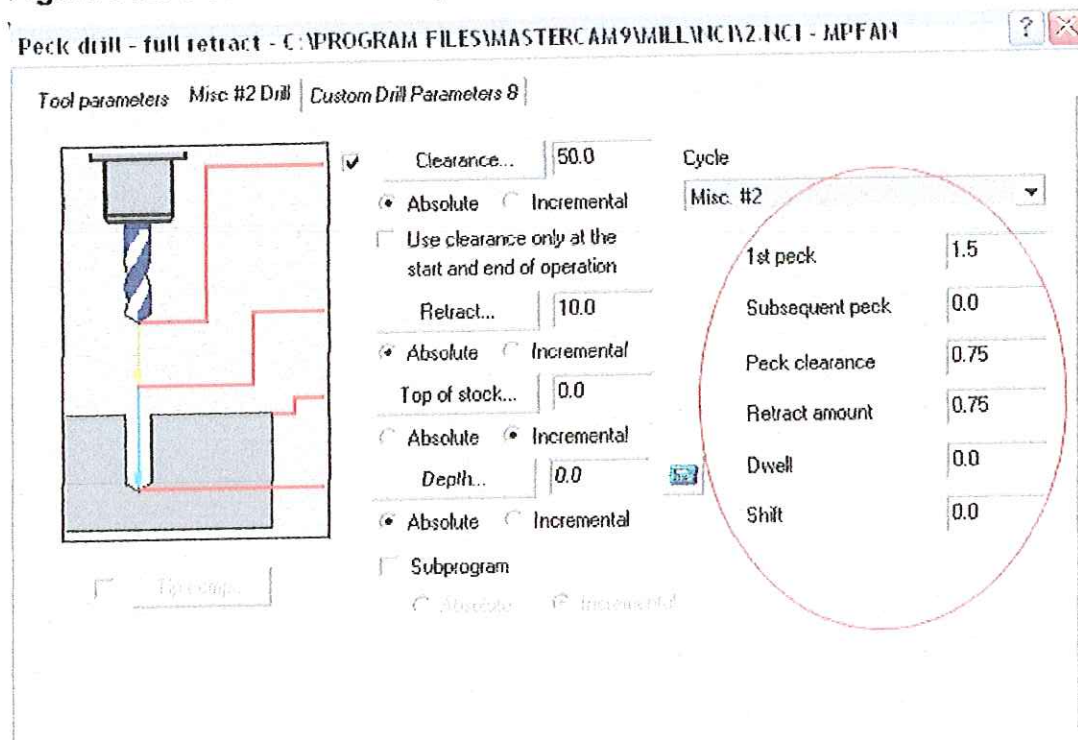 Peck drill - full retract - C:\PROGRAM FILES\MASTERCAM9\MILL\NCI\2.NCI - MPFAN
Tool parameters Misc #2 Drill Custom Drill Parameters 8
Clearance... 50.0
Absolute Incremental
Use clearance only at the
start and end of operation
Retract... 10.0
Absolute Incremental
Top of stock... 0.0
Absolute Incremental
Depth... 0.0
Absolute Incremental
Subprogram
Absolute Incremental
Tip comp...
Cycle
Misc. #2
1st peck 1.5
Subsequent peck 0.0
Peck clearance 0.75
Retract amount 0.75
Dwell 0.0
Shift 0.0